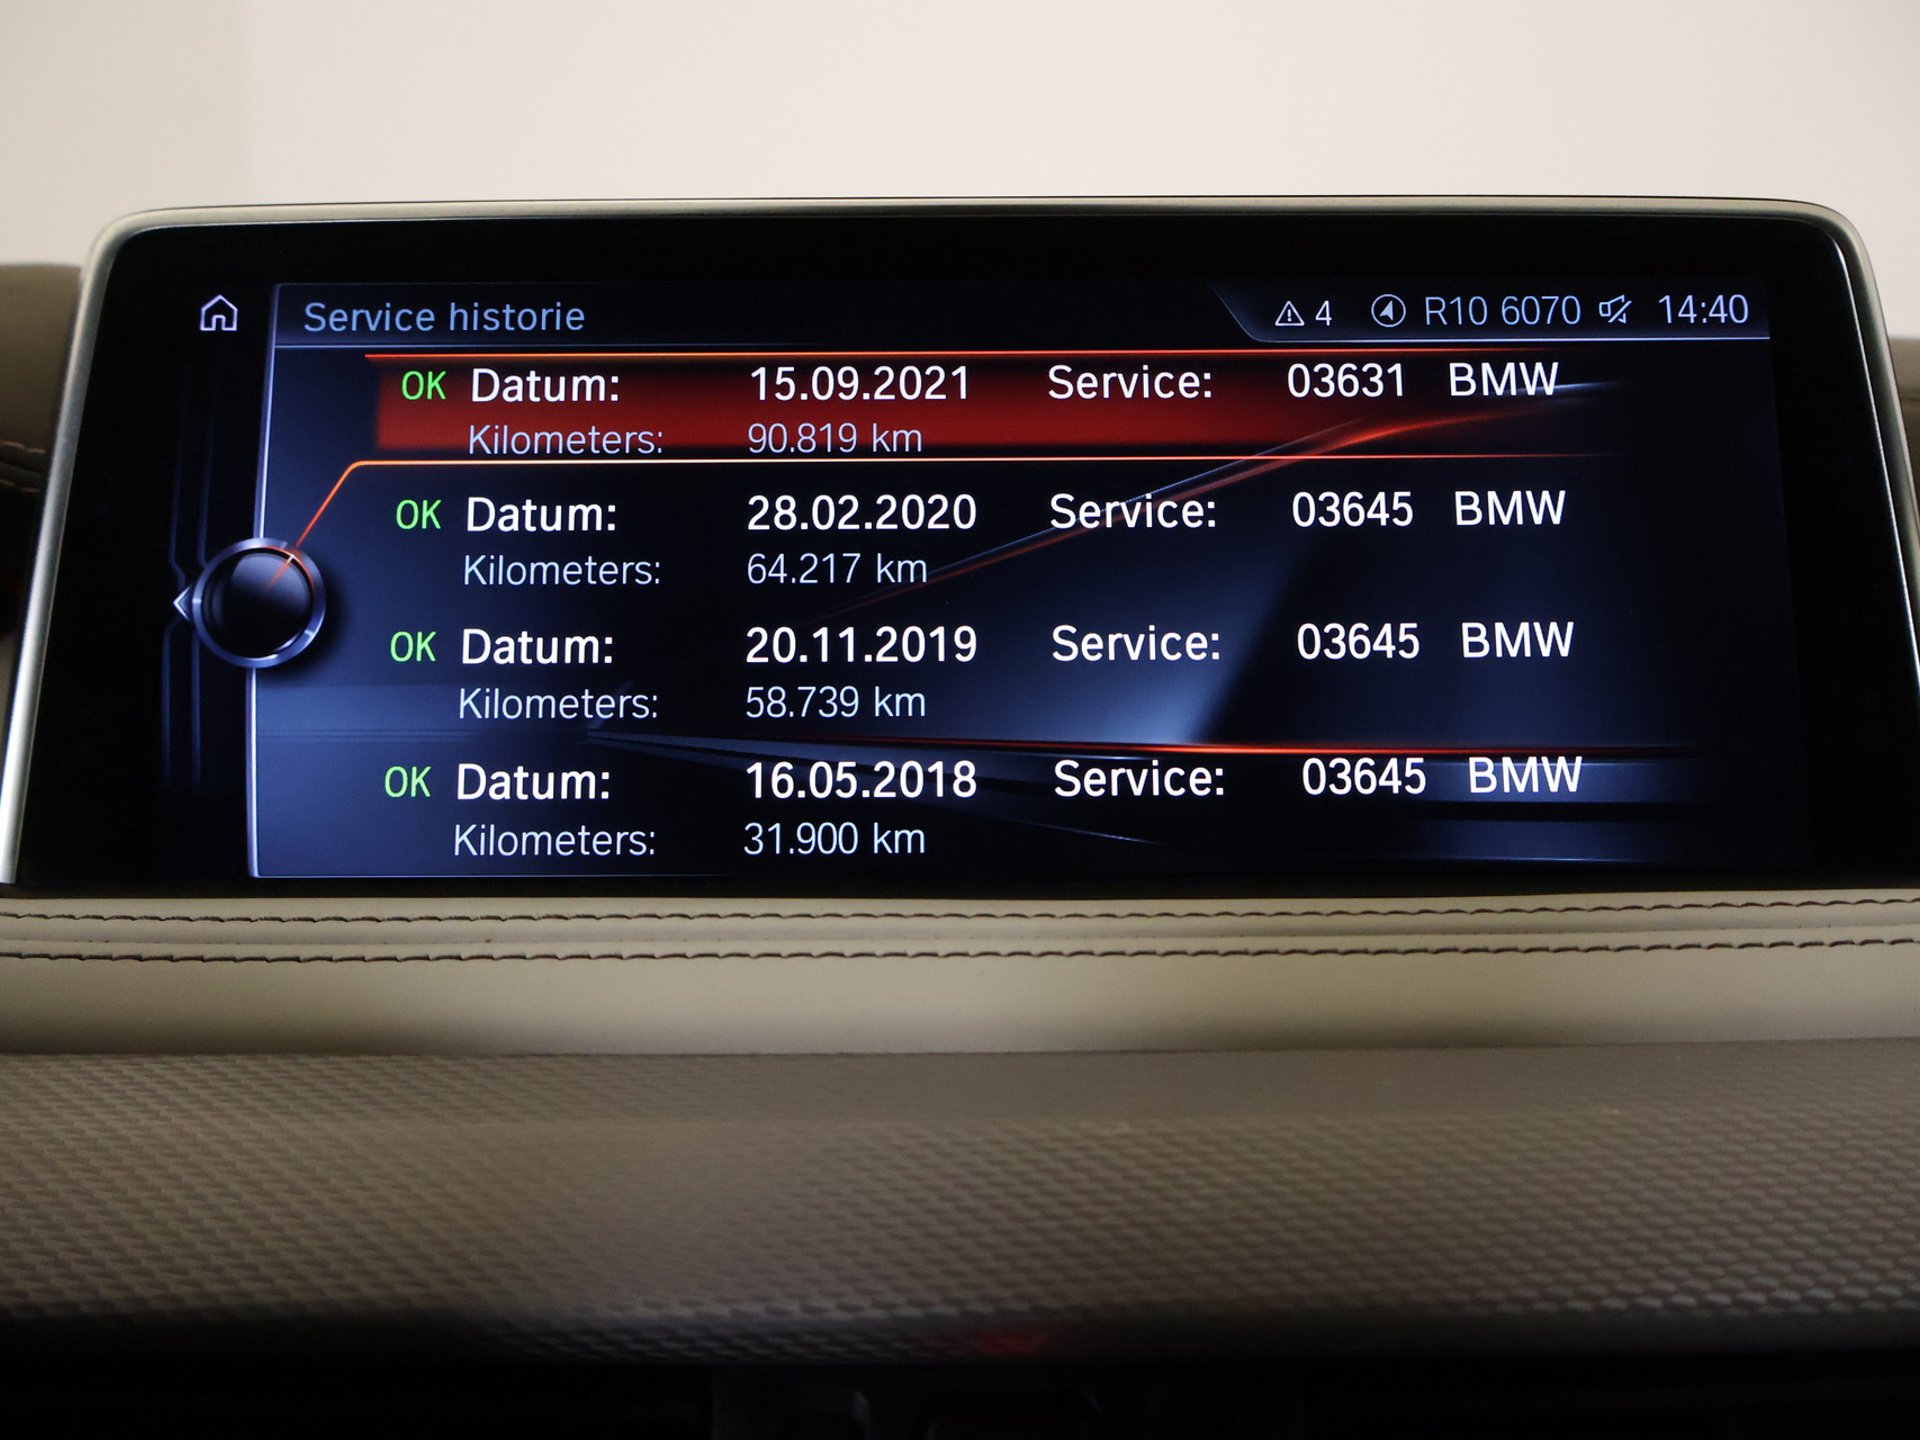 Service historie 4 R10 6070 14:40
OK Datum: 15.09.2021 Service: 03631 BMW
Kilometers: 90.819 km
OK Datum: 28.02.2020 Service: 03645 BMW
Kilometers: 64.217 km
OK Datum: 20.11.2019 Service: 03645 BMW
Kilometers: 58.739 km
OK Datum: 16.05.2018 Service: 03645 BMW
Kilometers: 31.900 km